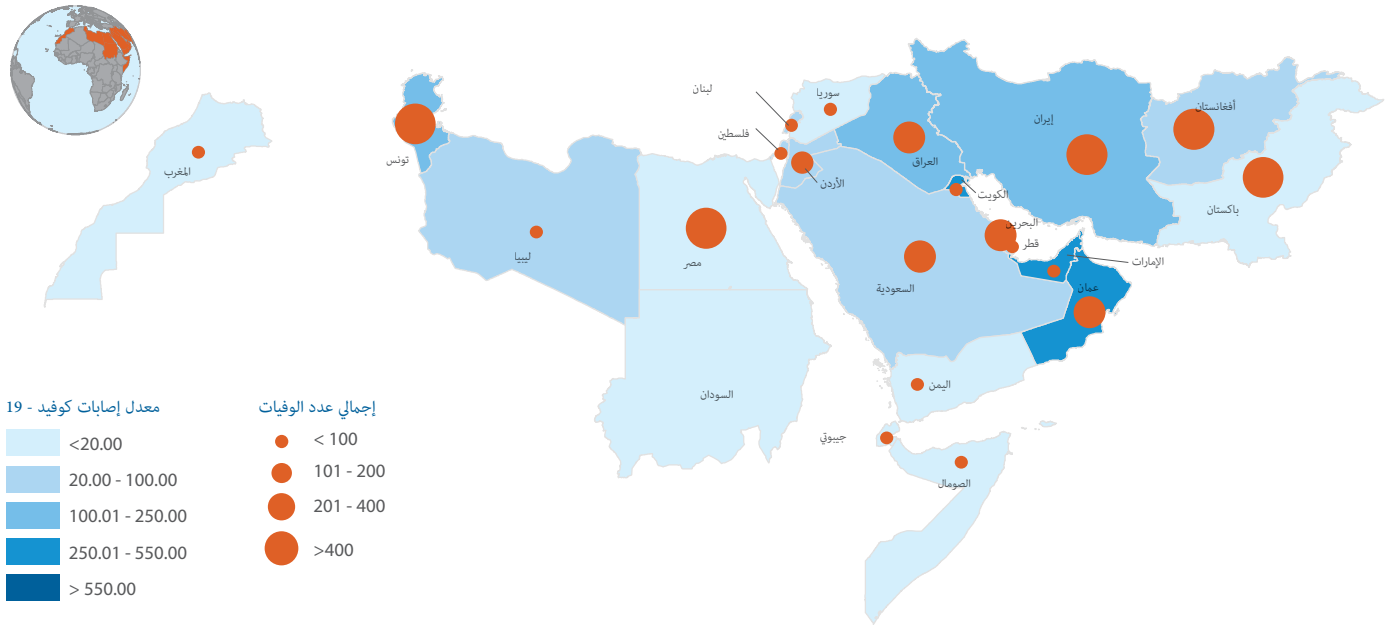 لبنان
سوريا
أفغانستان
إيران
فلسطين
العراق
تونس
المغرب
الأردن
الكويت
باكستان
البحرين
قطر
ليبيا
مصر
الإمارات
السعودية
عمان
اليمن
السودان
جيبوتي
الصومال
إجمالي عدد الوفيات
< 100
101 - 200
201 - 400
>400
معدل إصابات كوفيد - 19
<20.00
20.00 - 100.00
100.01 - 250.00
250.01 - 550.00
> 550.00